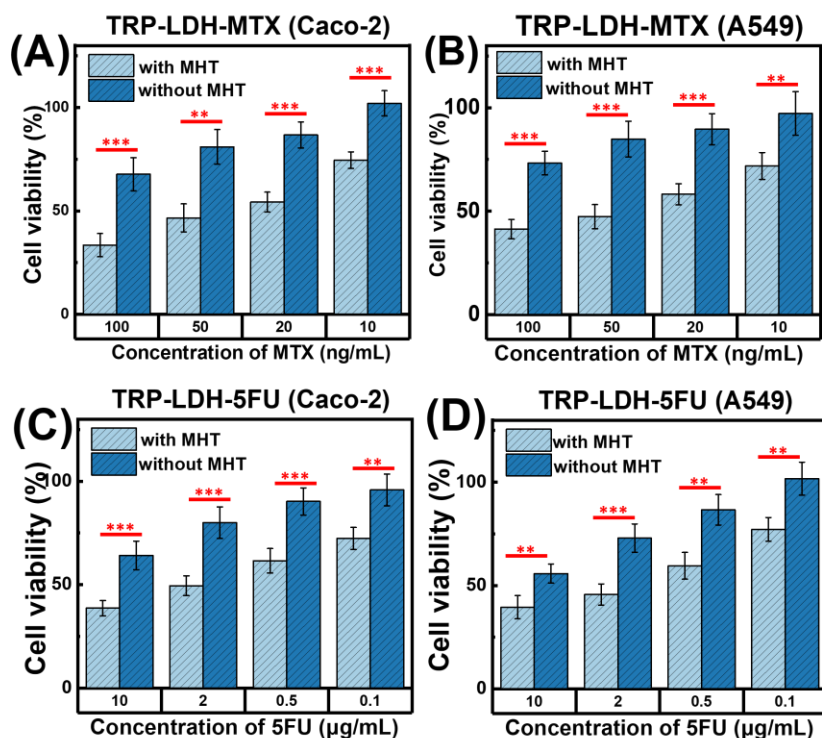 (A)
TRP-LDH-MTX (Caco-2)
with MHT
without MHT
***
**
***
***
Cell viability (%)
100
50
0
100 50 20 10
Concentration of MTX (ng/mL)
(B)
TRP-LDH-MTX (A549)
with MHT
without MHT
***
***
***
**
Cell viability (%)
100
50
0
100 50 20 10
Concentration of MTX (ng/mL)
(C)
TRP-LDH-5FU (Caco-2)
with MHT
without MHT
***
***
***
**
Cell viability (%)
100
50
0
10 2 0.5 0.1
Concentration of 5FU (μg/mL)
(D)
TRP-LDH-5FU (A549)
with MHT
without MHT
**
***
**
**
Cell viability (%)
100
50
0
10 2 0.5 0.1
Concentration of 5FU (μg/mL)